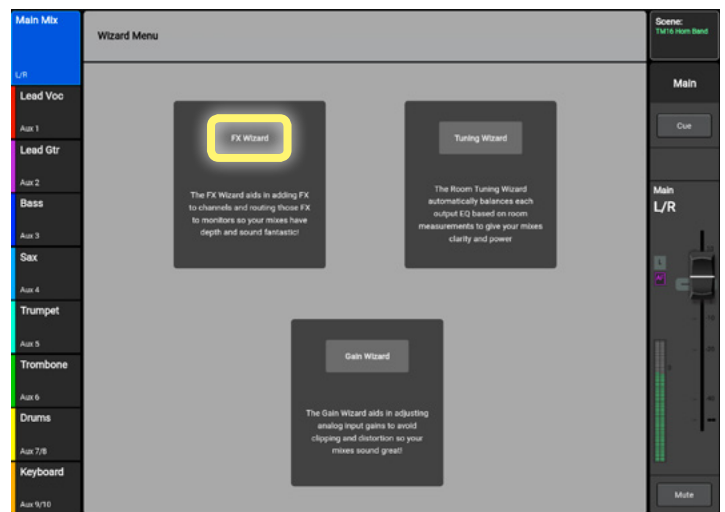 Main Mix
L/R
Lead Voc
Aux 1
Lead Gtr
Aux 2
Bass
Aux 3
Sax
Aux 4
Trumpet
Aux 5
Trombone
Aux 6
Drums
Aux 7/8
Keyboard
Aux 9/10
Wizard Menu
FX Wizard
The FX Wizard aids in adding FX
to channels and routing those FX
to monitors so your mixes have
depth and sound fantastic!
Tuning Wizard
The Room Tuning Wizard
automatically balances each
output EQ based on room
measurements to give your mixes
clarity and power
Gain Wizard
The Gain Wizard aids in adjusting
analog input gains to avoid
clipping and distortion so your
mixes sound great!
Scene:
TM16 Horn Band
Main
Cue
Main
L/R
Mute